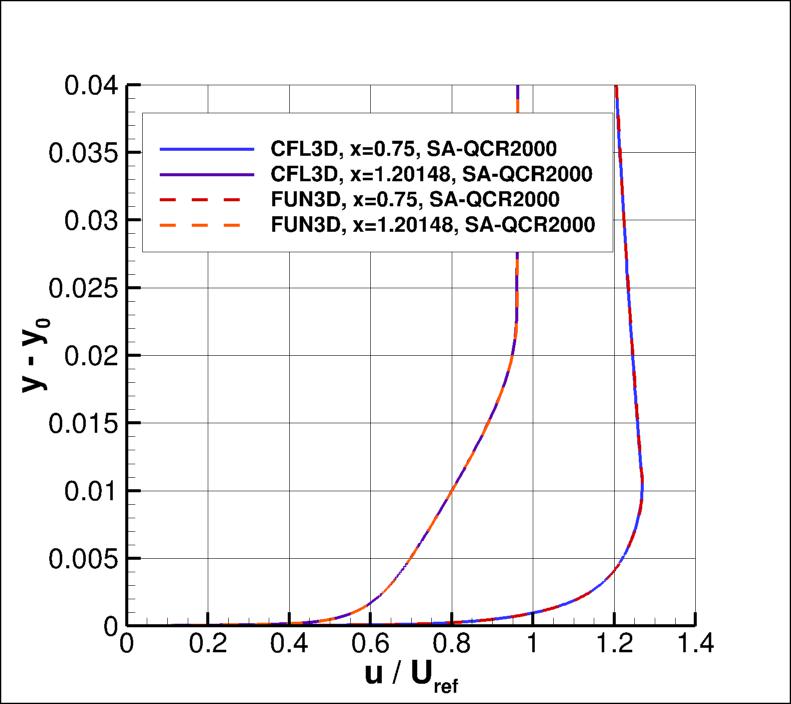 0.04
0.035
0.03
0.025
0.02
0.015
0.01
0.005
0
y - y0
CFL3D, x=0.75, SA-QCR2000
CFL3D, x=1.20148, SA-QCR2000
FUN3D, x=0.75, SA-QCR2000
FUN3D, x=1.20148, SA-QCR2000
0 0.2 0.4 0.6 0.8 1 1.2 1.4
u / Uref